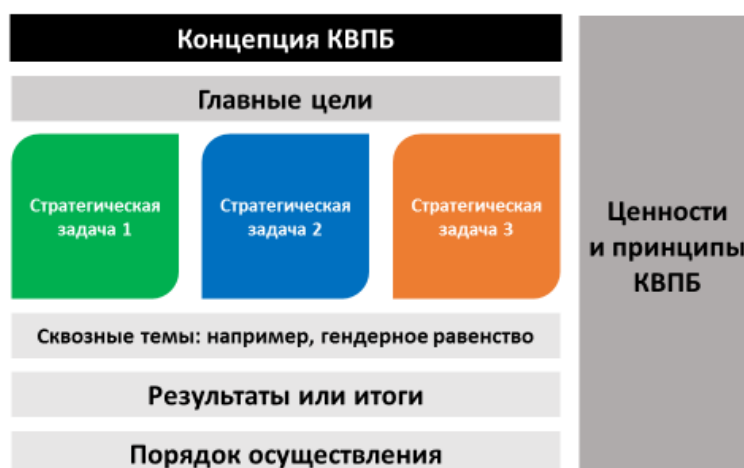 Концепция КВПБ
Главные цели
Стратегическая
задача 1
Стратегическая
задача 2
Стратегическая
задача 3
Сквозные темы: например, гендерное равенство
Результаты или итоги
Порядок осуществления
Ценности
и принципы
КВПБ